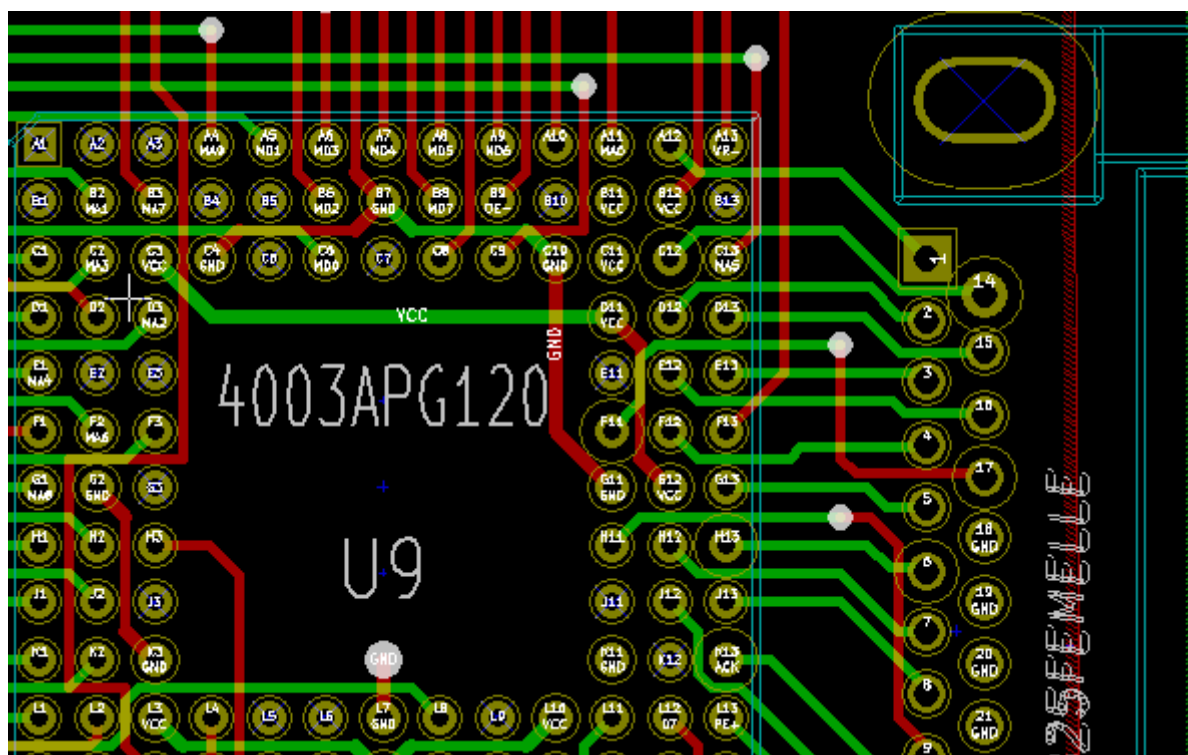 A1 A2 A3 A4 A5 A6 A7 A8 A9 A10 A11 A12 A13
MD1 MD3 MD4 MD5 MD6 VR-
B1 B2 B3 B4 B5 B6 B7 B8 B9 B10 B11 B12 B13
MA1 MA7 MD2 GND MD7 OE- VCC VCC
C1 C2 C3 C4 C6 C7 C8 C9 C10 C11 C12 C13 1
MA3 VCC GND MD0 GND VCC MA5
14
D1 D2 D3 VCC D11 D12 D13 2
MA2 VCC
GND
15
E1 E2 E3 E11 E12 E13 3
MA4
4003APG120
16
F1 F2 F3 F11 F12 F13 4
MA6
17
G1 G2 G3 G11 G12 G13 5
GND GND VCC
18
GND
H1 H2 H3 H11 H12 H13 6
U9
19
GND
J1 J2 J3 J11 J12 J13 7
K1 K2 K3 GND K11 K12 K13 20
GND GND ACK GND
8
L1 L2 L3 L4 L5 L6 L7 L8 L9 L10 L11 L12 L13 21
VCC GND VCC D7 PE+ GND
9
25FEMELLE